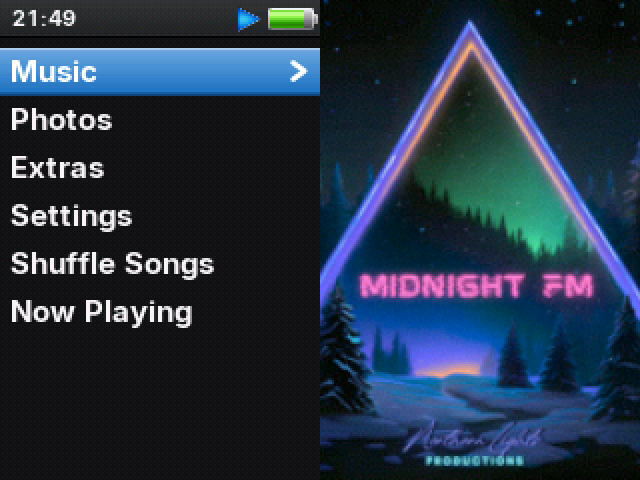 21:49
Music
Photos
Extras
Settings
Shuffle Songs
Now Playing
MIDNIGHT FM
Northern Lights
PRODUCTIONS